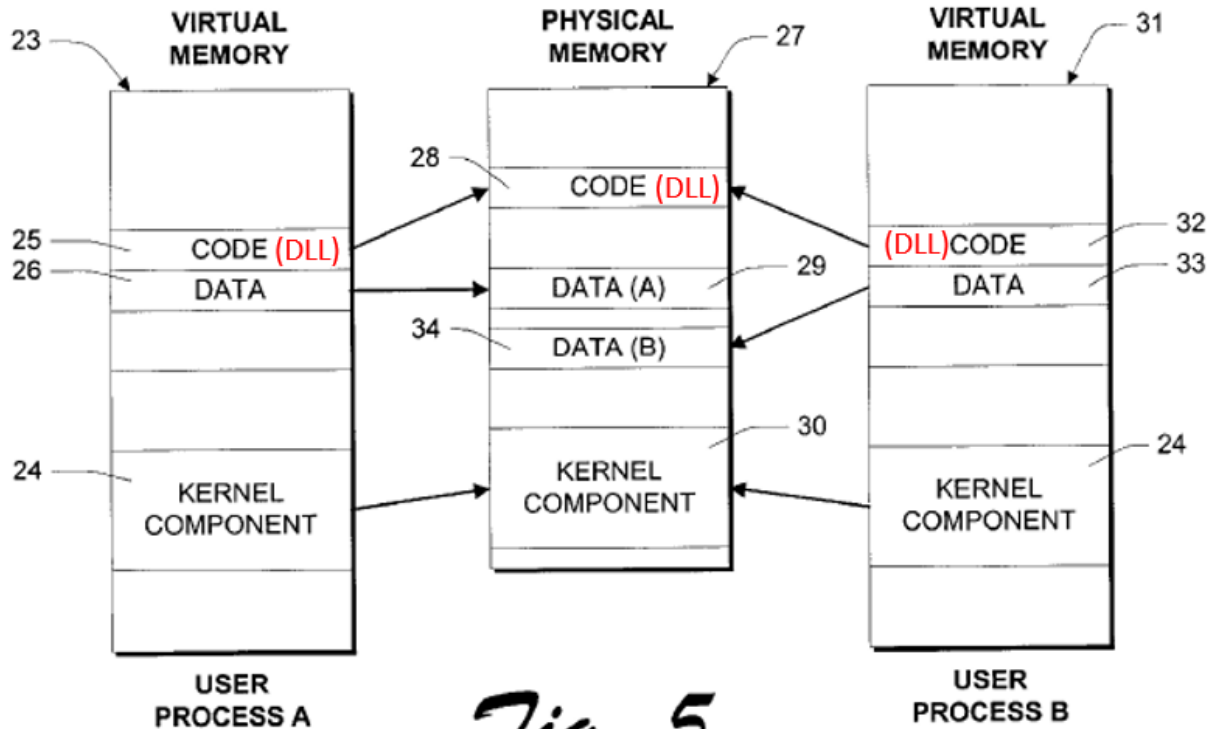 VIRTUAL
MEMORY
23
PHYSICAL
MEMORY
27
VIRTUAL
MEMORY
31
28
CODE (DLL)
25
CODE (DLL)
26
DATA
(DLL)CODE
32
DATA
33
DATA (A)
29
34
DATA (B)
30
24
KERNEL
COMPONENT
KERNEL
COMPONENT
KERNEL
COMPONENT
24
USER
PROCESS A
Fig. 5
USER
PROCESS B